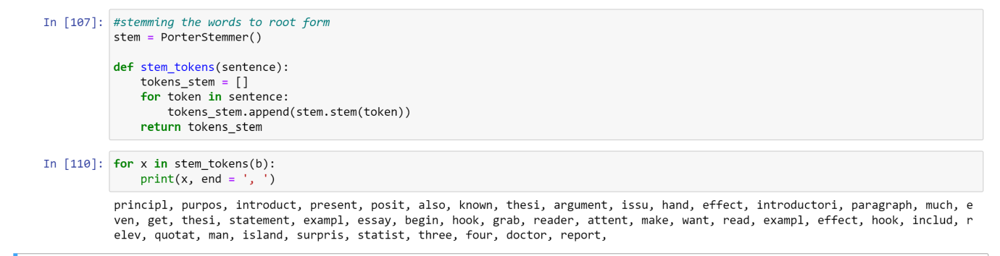 In [107]: #stemming the words to root form
stem = PorterStemmer()

def stem_tokens(sentence):
    tokens_stem = []
    for token in sentence:
        tokens_stem.append(stem.stem(token))
    return tokens_stem

In [110]: for x in stem_tokens(b):
    print(x, end = ', ')

principl, purpos, introduct, present, posit, also, known, thesi, argument, issu, hand, effect, introductori, paragraph, much, e
ven, get, thesi, statement, exampl, essay, begin, hook, grab, reader, attent, make, want, read, exampl, effect, hook, includ, r
elev, quotat, man, island, surpris, statist, three, four, doctor, report,